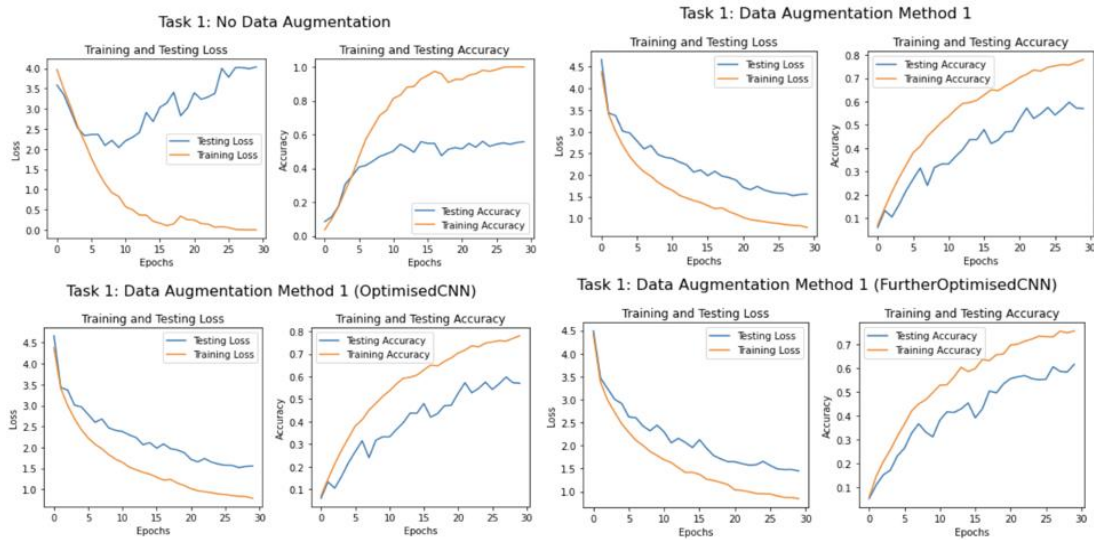 Task 1: No Data Augmentation
Training and Testing Loss
Training and Testing Accuracy
4.0
3.5
3.0
2.5
2.0
1.5
1.0
0.5
0.0
Loss
Testing Loss
Training Loss
0 5 10 15 20 25 30
Epochs
1.0
0.8
0.6
0.4
0.2
0.0
Accuracy
Testing Accuracy
Training Accuracy
0 5 10 15 20 25 30
Epochs
Task 1: Data Augmentation Method 1
Training and Testing Loss
Training and Testing Accuracy
4.5
4.0
3.5
3.0
2.5
2.0
1.5
1.0
Loss
Testing Loss
Training Loss
0 5 10 15 20 25 30
Epochs
0.8
0.7
0.6
0.5
0.4
0.3
0.2
0.1
Accuracy
Testing Accuracy
Training Accuracy
0 5 10 15 20 25 30
Epochs
Task 1: Data Augmentation Method 1 (OptimisedCNN)
Training and Testing Loss
Training and Testing Accuracy
4.5
4.0
3.5
3.0
2.5
2.0
1.5
1.0
Loss
Testing Loss
Training Loss
0 5 10 15 20 25 30
Epochs
0.8
0.7
0.6
0.5
0.4
0.3
0.2
0.1
Accuracy
Testing Accuracy
Training Accuracy
0 5 10 15 20 25 30
Epochs
Task 1: Data Augmentation Method 1 (FurtherOptimisedCNN)
Training and Testing Loss
Training and Testing Accuracy
4.5
4.0
3.5
3.0
2.5
2.0
1.5
1.0
Loss
Testing Loss
Training Loss
0 5 10 15 20 25 30
Epochs
0.7
0.6
0.5
0.4
0.3
0.2
0.1
Accuracy
Testing Accuracy
Training Accuracy
0 5 10 15 20 25 30
Epochs